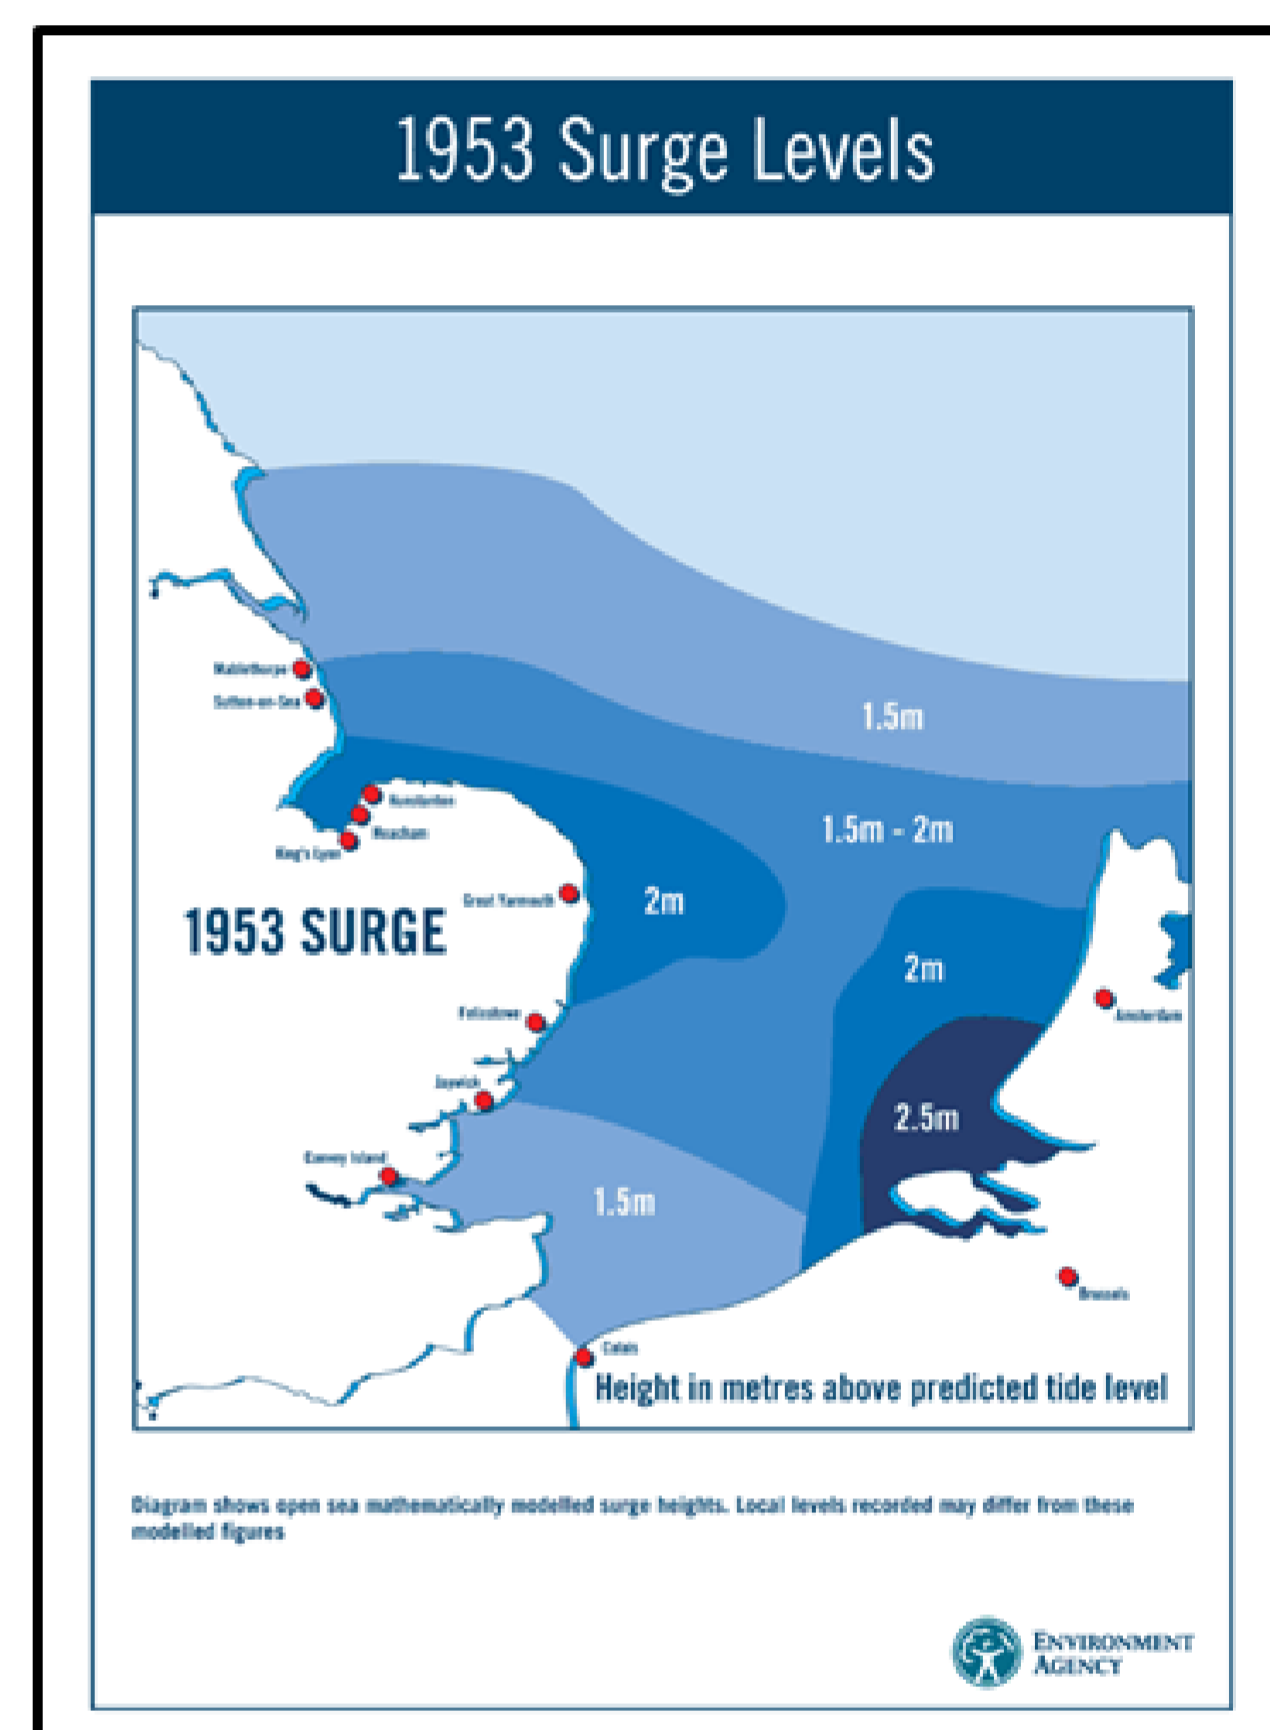 1953 Surge Levels
1.5m
Mablethorpe
Sutton-on-Sea
1.5m - 2m
Hunstanton
Heacham
King's Lynn
Great Yarmouth
2m
1953 SURGE
2m
Felixstowe
Amsterdam
Jaywick
2.5m
Canvey Island
1.5m
Brussels
Calais
Height in metres above predicted tide level
Diagram shows open sea mathematically modelled surge heights. Local levels recorded may differ from these
modelled figures
ENVIRONMENT
AGENCY